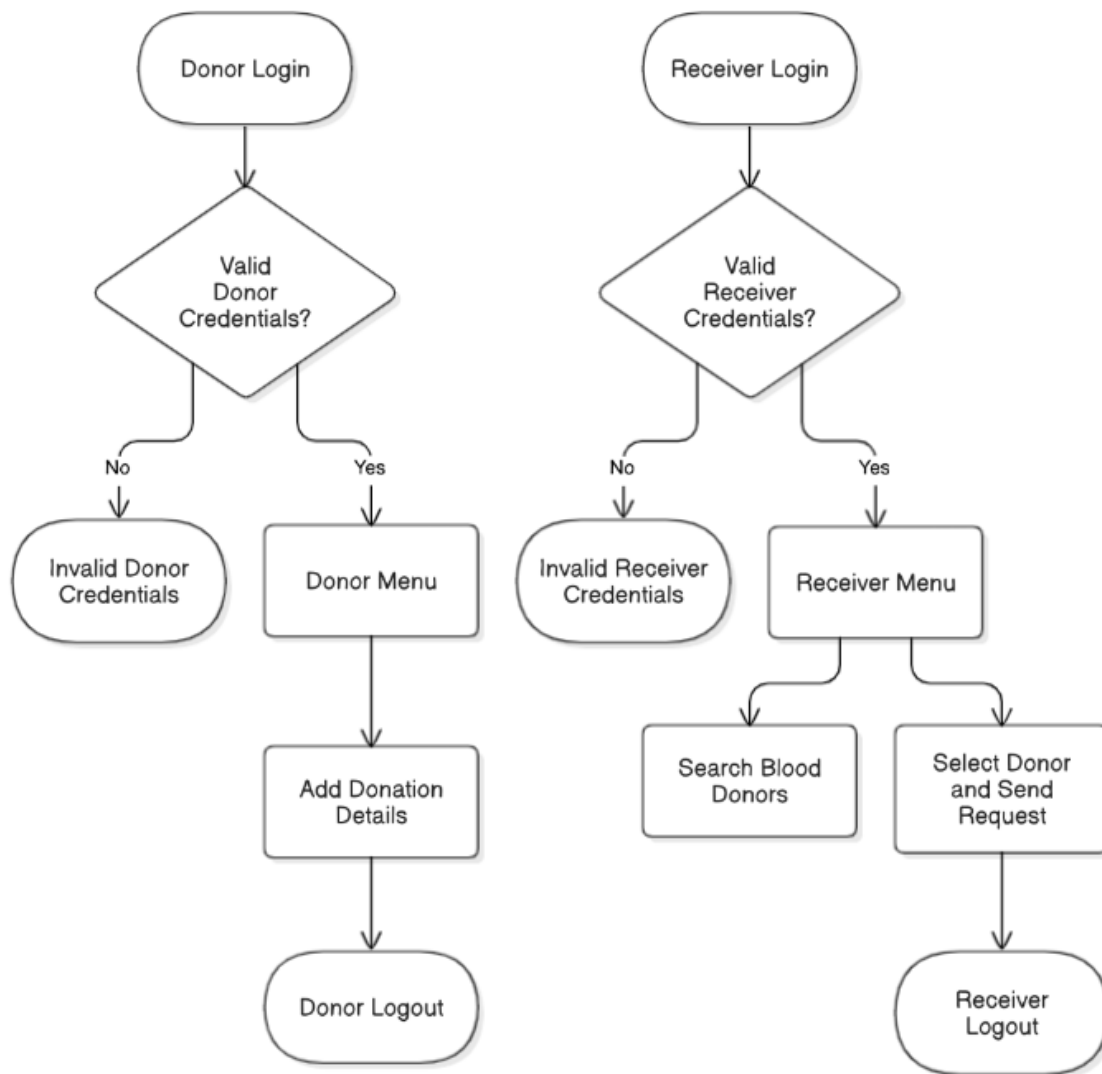 Donor Login
Receiver Login
Valid
Donor
Credentials?
Valid
Receiver
Credentials?
No
Yes
No
Yes
Invalid Donor
Credentials
Donor Menu
Invalid Receiver
Credentials
Receiver Menu
Add Donation
Details
Search Blood
Donors
Select Donor
and Send
Request
Donor Logout
Receiver
Logout